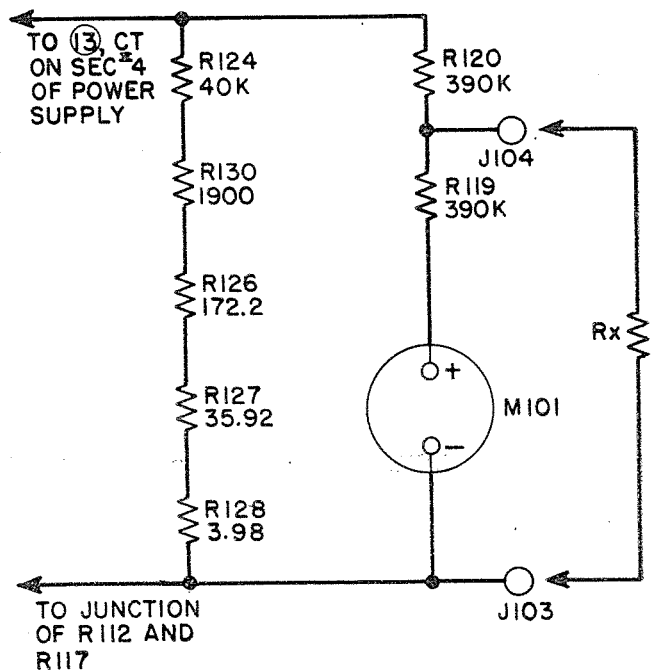 TO 13, CT
ON SEC 4
OF POWER
SUPPLY
R124
40K
R120
390K
J104
R130
1900
R119
390K
R126
172.2
Rx
+
M101
R127
35.92
−
R128
3.98
J103
TO JUNCTION
OF R112 AND
R117